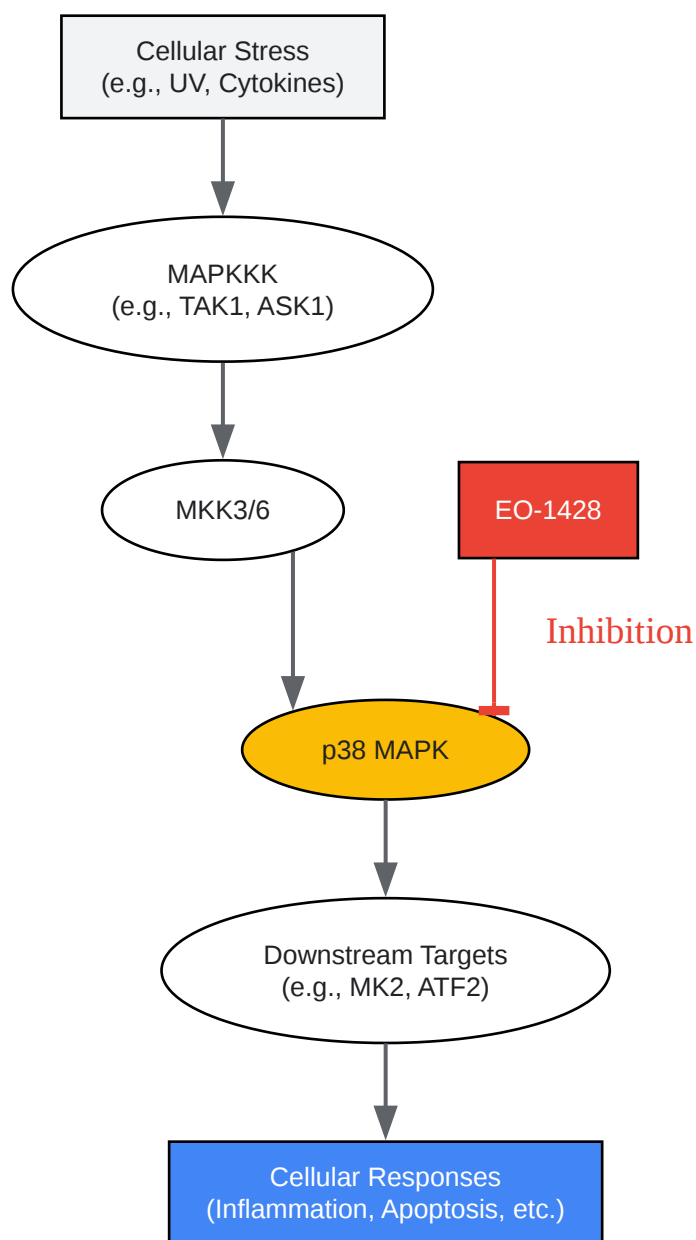 Cellular Stress
(e.g., UV, Cytokines)
MAPKKK
(e.g., TAK1, ASK1)
MKK3/6
EO-1428
Inhibition
p38 MAPK
Downstream Targets
(e.g., MK2, ATF2)
Cellular Responses
(Inflammation, Apoptosis, etc.)